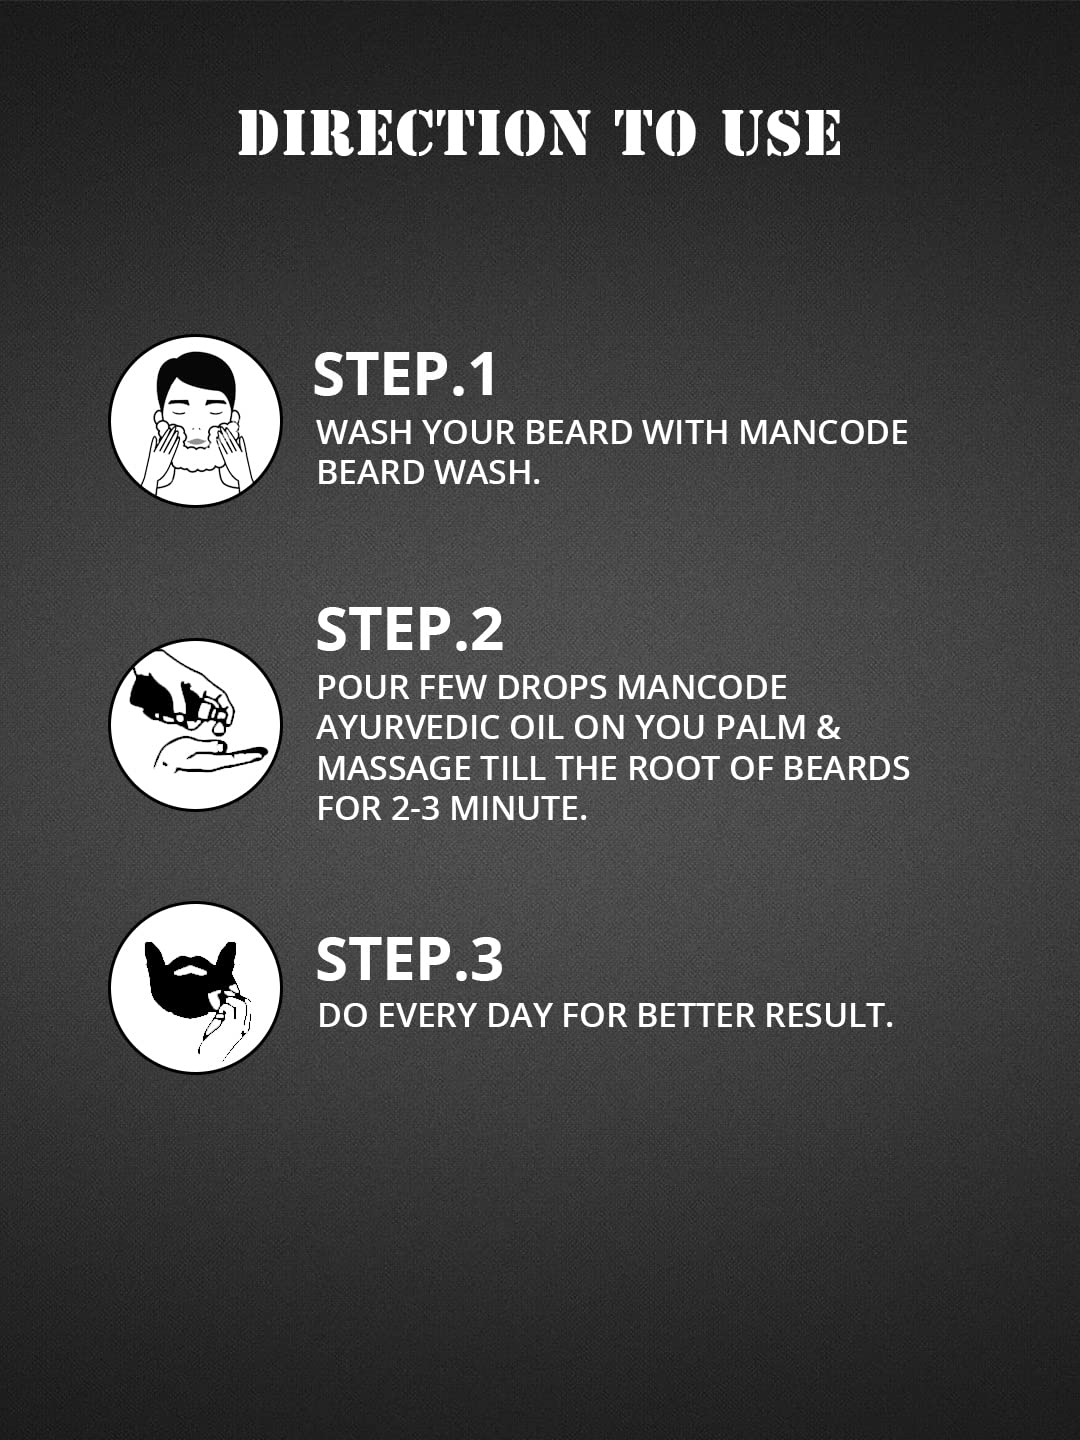 DIRECTION TO USE
STEP.1
WASH YOUR BEARD WITH MANCODE
BEARD WASH.
STEP.2
POUR FEW DROPS MANCODE
AYURVEDIC OIL ON YOU PALM &
MASSAGE TILL THE ROOT OF BEARDS
FOR 2-3 MINUTE.
STEP.3
DO EVERY DAY FOR BETTER RESULT.